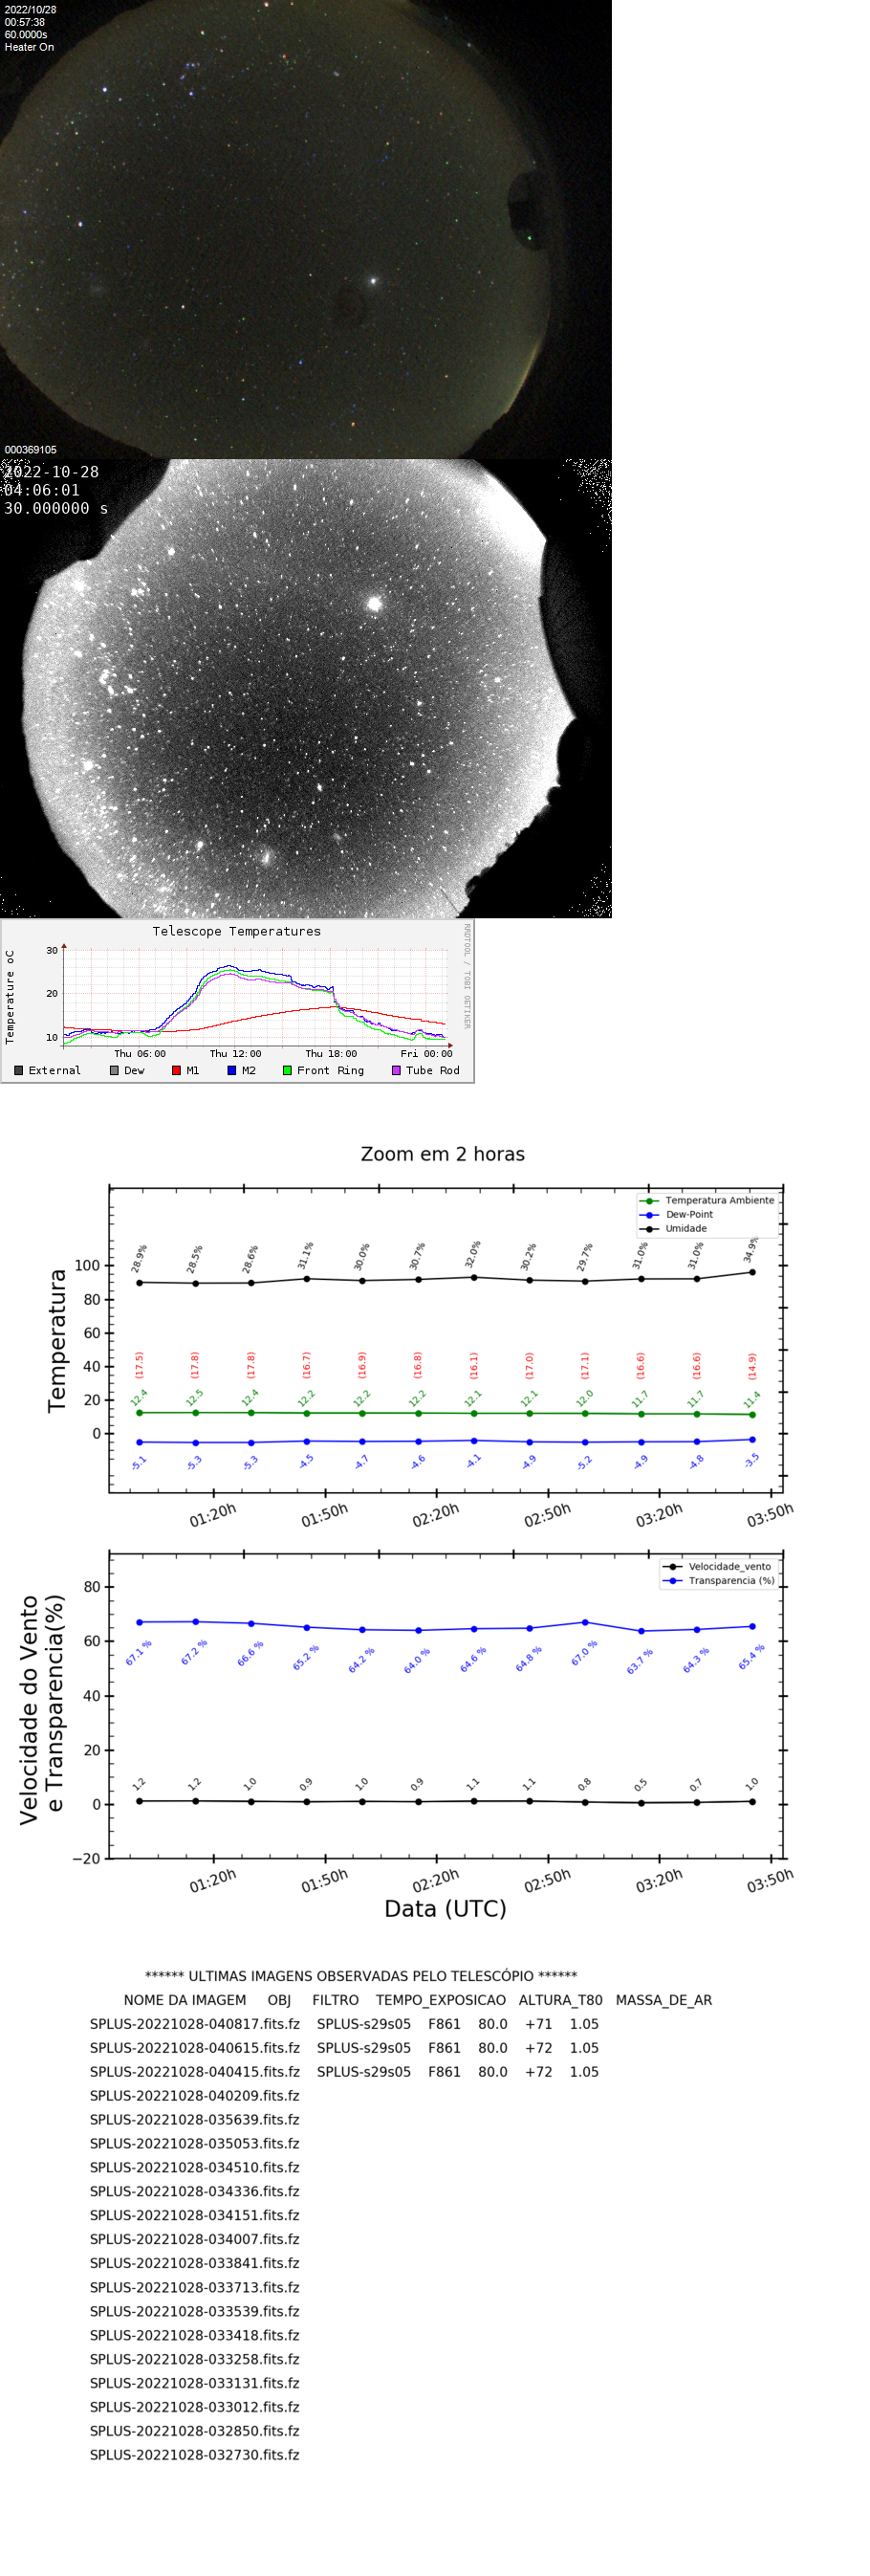 2022/10/28
00:57:38
60.0000s
Heater On
000369105
2022-10-28
04:06:01
30.000000 s
Telescope Temperatures
RRDTOOL / TOBI OETIKER
Temperature oC
30
20
10
Thu 06:00 Thu 12:00 Thu 18:00 Fri 00:00
External Dew M1 M2 Front Ring Tube Rod
Zoom em 2 horas
Temperatura Ambiente
Dew-Point
Umidade
Temperatura
100
80
60
40
20
0
28.9% 28.5% 28.6% 31.1% 30.0% 30.7% 32.0% 30.2% 29.7% 31.0% 31.0% 34.9%
(17.5) (17.8) (17.8) (16.7) (16.9) (16.8) (16.1) (17.0) (17.1) (16.6) (16.6) (14.9)
12.4 12.5 12.4 12.2 12.2 12.2 12.1 12.1 12.0 11.7 11.7 11.4
-5.1 -5.3 -5.3 -4.5 -4.7 -4.6 -4.1 -4.9 -5.2 -4.9 -4.8 -3.5
01:20h 01:50h 02:20h 02:50h 03:20h 03:50h
Velocidade_vento
Transparencia (%)
Velocidade do Vento
e Transparencia(%)
80
60
40
20
0
−20
67.1 % 67.2 % 66.6 % 65.2 % 64.2 % 64.0 % 64.6 % 64.8 % 67.0 % 63.7 % 64.3 % 65.4 %
1.2 1.2 1.0 0.9 1.0 0.9 1.1 1.1 0.8 0.5 0.7 1.0
01:20h 01:50h 02:20h 02:50h 03:20h 03:50h
Data (UTC)
****** ULTIMAS IMAGENS OBSERVADAS PELO TELESCÓPIO ******
NOME DA IMAGEM OBJ FILTRO TEMPO_EXPOSICAO ALTURA_T80 MASSA_DE_AR
SPLUS-20221028-040817.fits.fz SPLUS-s29s05 F861 80.0 +71 1.05
SPLUS-20221028-040615.fits.fz SPLUS-s29s05 F861 80.0 +72 1.05
SPLUS-20221028-040415.fits.fz SPLUS-s29s05 F861 80.0 +72 1.05
SPLUS-20221028-040209.fits.fz
SPLUS-20221028-035639.fits.fz
SPLUS-20221028-035053.fits.fz
SPLUS-20221028-034510.fits.fz
SPLUS-20221028-034336.fits.fz
SPLUS-20221028-034151.fits.fz
SPLUS-20221028-034007.fits.fz
SPLUS-20221028-033841.fits.fz
SPLUS-20221028-033713.fits.fz
SPLUS-20221028-033539.fits.fz
SPLUS-20221028-033418.fits.fz
SPLUS-20221028-033258.fits.fz
SPLUS-20221028-033131.fits.fz
SPLUS-20221028-033012.fits.fz
SPLUS-20221028-032850.fits.fz
SPLUS-20221028-032730.fits.fz